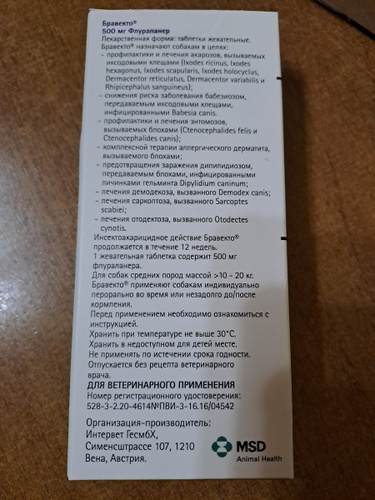 Бравекто®
500 мг Флураланер
Лекарственная форма: таблетки жевательные.
Бравекто® назначают собакам в целях:
- профилактики и лечения акарозов, вызываемых
иксодовыми клещами (Ixodes ricinus, Ixodes
hexagonus, Ixodes scapularis, Ixodes holocyclus,
Dermacentor reticulatus, Dermacentor variabilis и
Rhipicephalus sanguineus);
- снижения риска заболевания бабезиозом,
передаваемым иксодовыми клещами,
инфицированными Babesia canis.
- профилактики и лечения энтомозов,
вызываемых блохами (Ctenocephalides felis и
Ctenocephalides canis);
- комплексной терапии аллергического дерматита,
вызываемого блохами;
- предотвращения заражения дипилидиозом,
передаваемым блохами, инфицированными
личинками гельминта Dipylidium caninum;
- лечения демодекоза, вызванного Demodex canis;
- лечения саркоптоза, вызванного Sarcoptes
scabiei;
- лечения отодектоза, вызванного Otodectes
cynotis.
Инсектоакарицидное действие Бравекто®
продолжается в течение 12 недель.
1 жевательная таблетка содержит 500 мг
флураланера.
Для собак средних пород массой >10 - 20 кг.
Бравекто® применяют собакам индивидуально
перорально во время или незадолго до/после
кормления.
Перед применением необходимо ознакомиться с
инструкцией.
Хранить при температуре не выше 30°С.
Хранить в недоступном для детей месте.
Не применять по истечении срока годности.
Отпускается без рецепта ветеринарного
врача.
ДЛЯ ВЕТЕРИНАРНОГО ПРИМЕНЕНИЯ
Номер регистрационного удостоверения:
528-3-2.20-4614№ПВИ-3-16.16/04542
Организация-производитель:
Интервет ГесмбХ,
Сименсштрассе 107, 1210
Вена, Австрия.
MSD
Animal Health